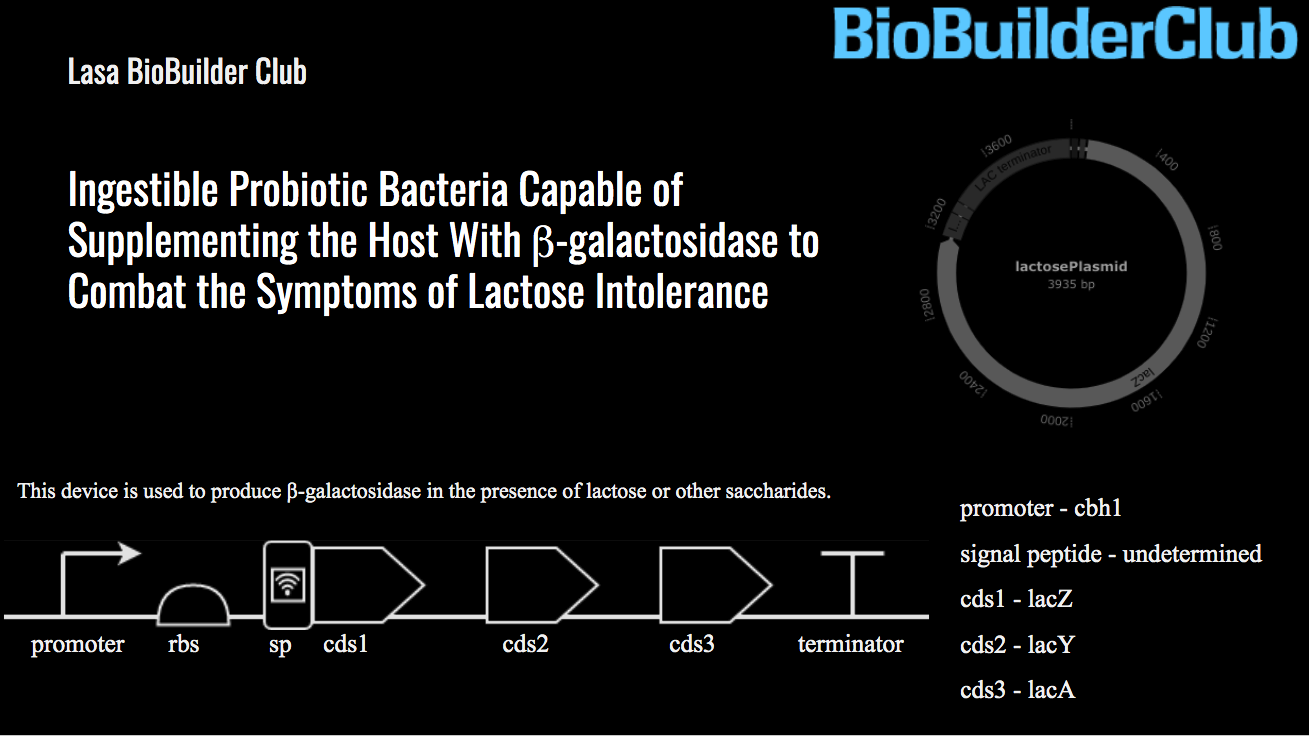 BioBuilderClub
Lasa BioBuilder Club
Ingestible Probiotic Bacteria Capable of
Supplementing the Host With β-galactosidase to
Combat the Symptoms of Lactose Intolerance
400
800
1200
1600
2000
2400
2800
3200
3600
LAC terminator
L...
lacZ
lactosePlasmid
3935 bp
This device is used to produce β-galactosidase in the presence of lactose or other saccharides.
promoter
rbs
sp
cds1
cds2
cds3
terminator
promoter - cbh1
signal peptide - undetermined
cds1 - lacZ
cds2 - lacY
cds3 - lacA